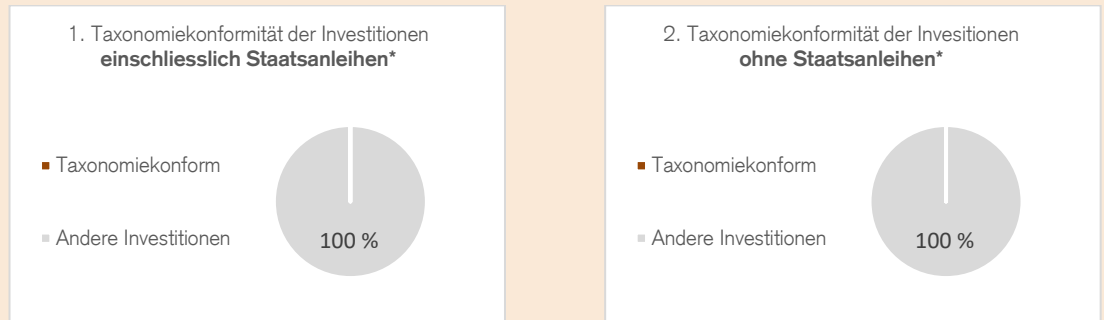 1. Taxonomiekonformität der Investitionen
einschliesslich Staatsanleihen*
Taxonomiekonform
Andere Investitionen
100 %
2. Taxonomiekonformität der Invesitionen
ohne Staatsanleihen*
Taxonomiekonform
Andere Investitionen
100 %